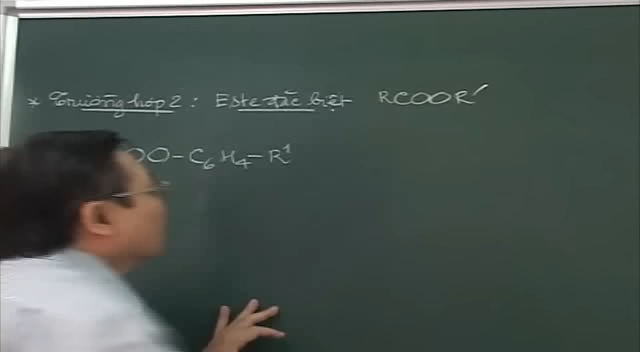 * Trường hợp 2 : Este đặc biệt RCOOR'
OO-C₆H₄-R¹